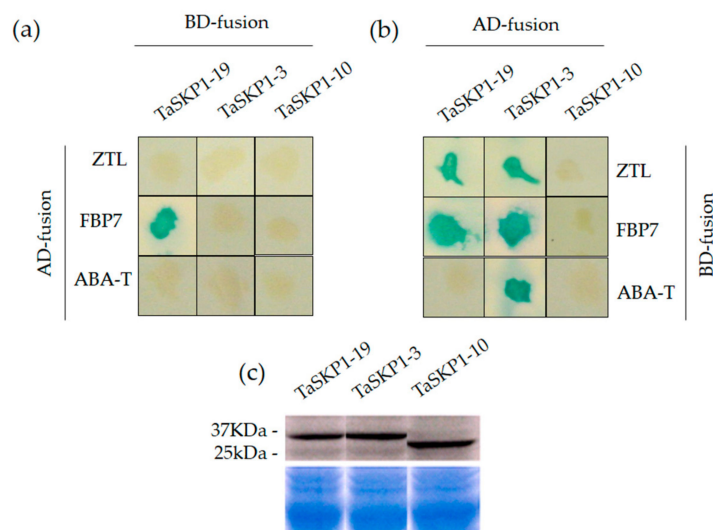 (a)
BD-fusion
TaSKP1-19 TaSKP1-3 TaSKP1-10
AD-fusion
ZTL
FBP7
ABA-T
(b)
AD-fusion
TaSKP1-19 TaSKP1-3 TaSKP1-10
ZTL
FBP7
ABA-T
BD-fusion
(c)
TaSKP1-19 TaSKP1-3 TaSKP1-10
37KDa -
25kDa -